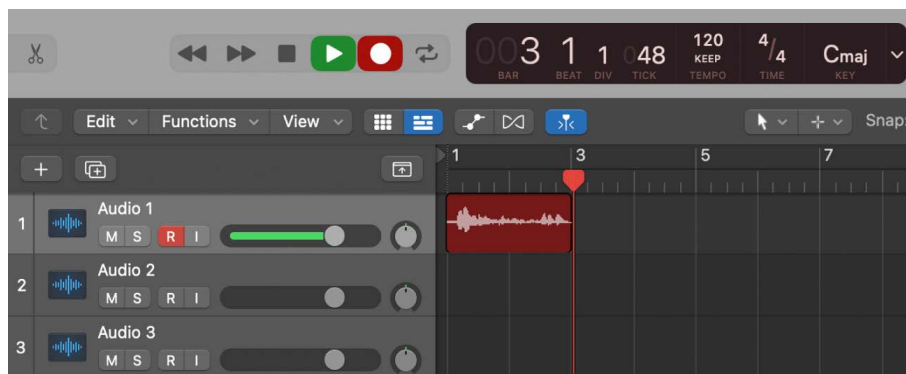 003 1 1 048 120 4/4 Cmaj
KEEP
BAR BEAT DIV TICK TEMPO TIME KEY
Edit Functions View Snap:
1 3 5 7
1 Audio 1
M S R I
2 Audio 2
M S R I
3 Audio 3
M S R I